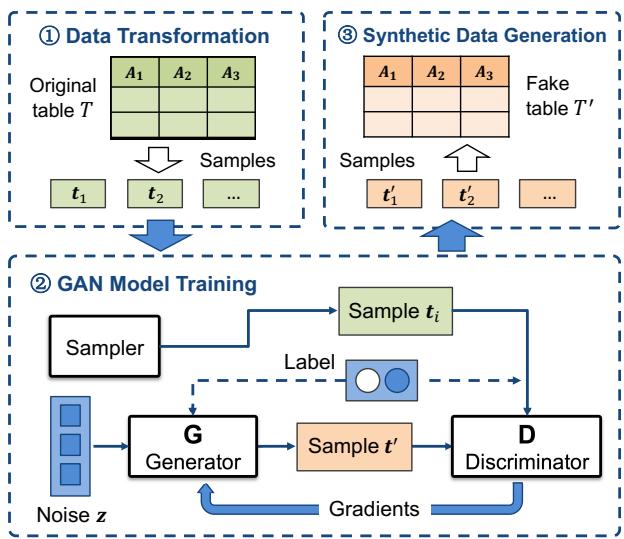 ① Data Transformation
Original
table T
A₁ A₂ A₃
Samples
t₁ t₂ ...
③ Synthetic Data Generation
A₁ A₂ A₃
Fake
table T′
Samples
t′₁ t′₂ ...
② GAN Model Training
Sampler
Sample tᵢ
Label
G
Generator
Sample t′
D
Discriminator
Noise z
Gradients